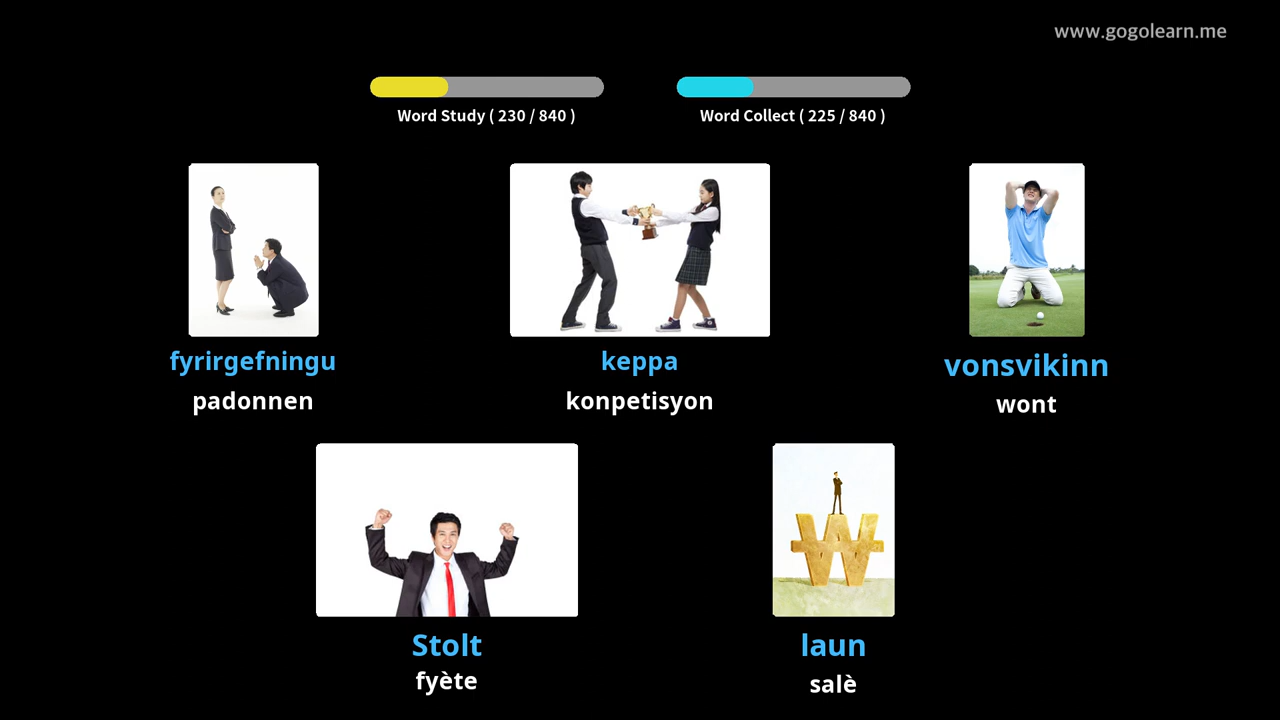 www.gogolearn.me
Word Study ( 230 / 840 )
Word Collect ( 225 / 840 )
fyrirgefningu
keppa
vonsvikinn
padonnen
konpetisyon
wont
Stolt
laun
fyète
salè